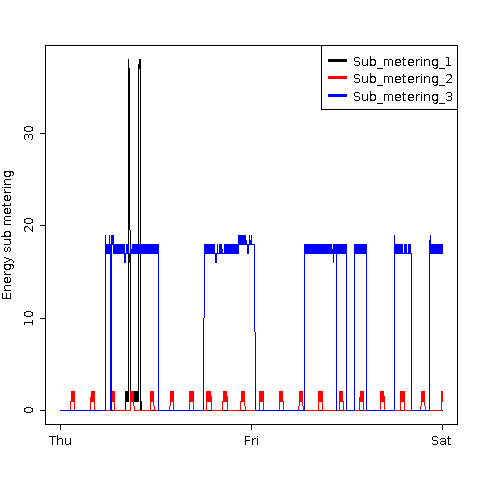 Sub_metering_1
Sub_metering_2
Sub_metering_3
Energy sub metering
30
20
10
0
Thu Fri Sat